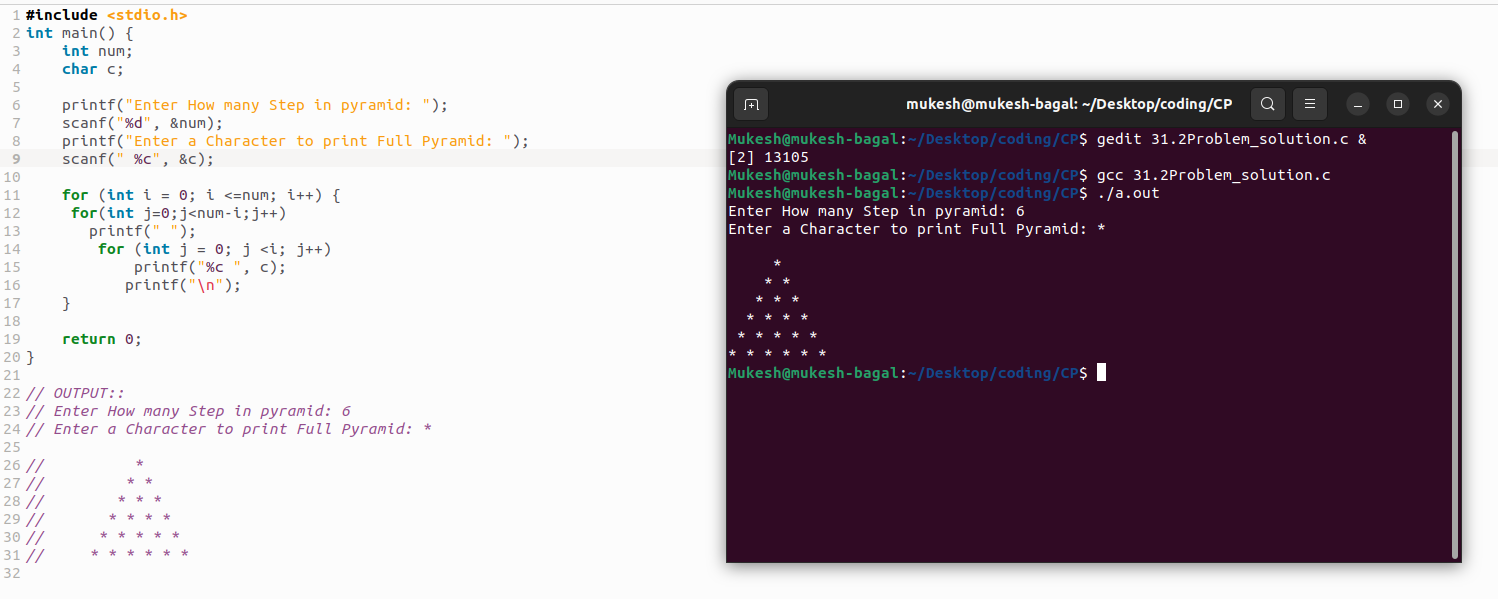 1 #include <stdio.h>
2 int main() {
3     int num;
4     char c;
5
6     printf("Enter How many Step in pyramid: ");
7     scanf("%d", &num);
8     printf("Enter a Character to print Full Pyramid: ");
9     scanf(" %c", &c);
10
11     for (int i = 0; i <=num; i++) {
12      for(int j=0;j<num-i;j++)
13        printf(" ");
14         for (int j = 0; j <i; j++)
15             printf("%c ", c);
16            printf("\n");
17     }
18
19     return 0;
20 }
21
22 // OUTPUT::
23 // Enter How many Step in pyramid: 6
24 // Enter a Character to print Full Pyramid: *
25
26 //          *
27 //         * *
28 //        * * *
29 //       * * * *
30 //      * * * * *
31 //     * * * * * *
32
mukesh@mukesh-bagal: ~/Desktop/coding/CP
Mukesh@mukesh-bagal:~/Desktop/coding/CP$ gedit 31.2Problem_solution.c &
[2] 13105
Mukesh@mukesh-bagal:~/Desktop/coding/CP$ gcc 31.2Problem_solution.c
Mukesh@mukesh-bagal:~/Desktop/coding/CP$ ./a.out
Enter How many Step in pyramid: 6
Enter a Character to print Full Pyramid: *

     *
    * *
   * * *
  * * * *
 * * * * *
* * * * * *
Mukesh@mukesh-bagal:~/Desktop/coding/CP$